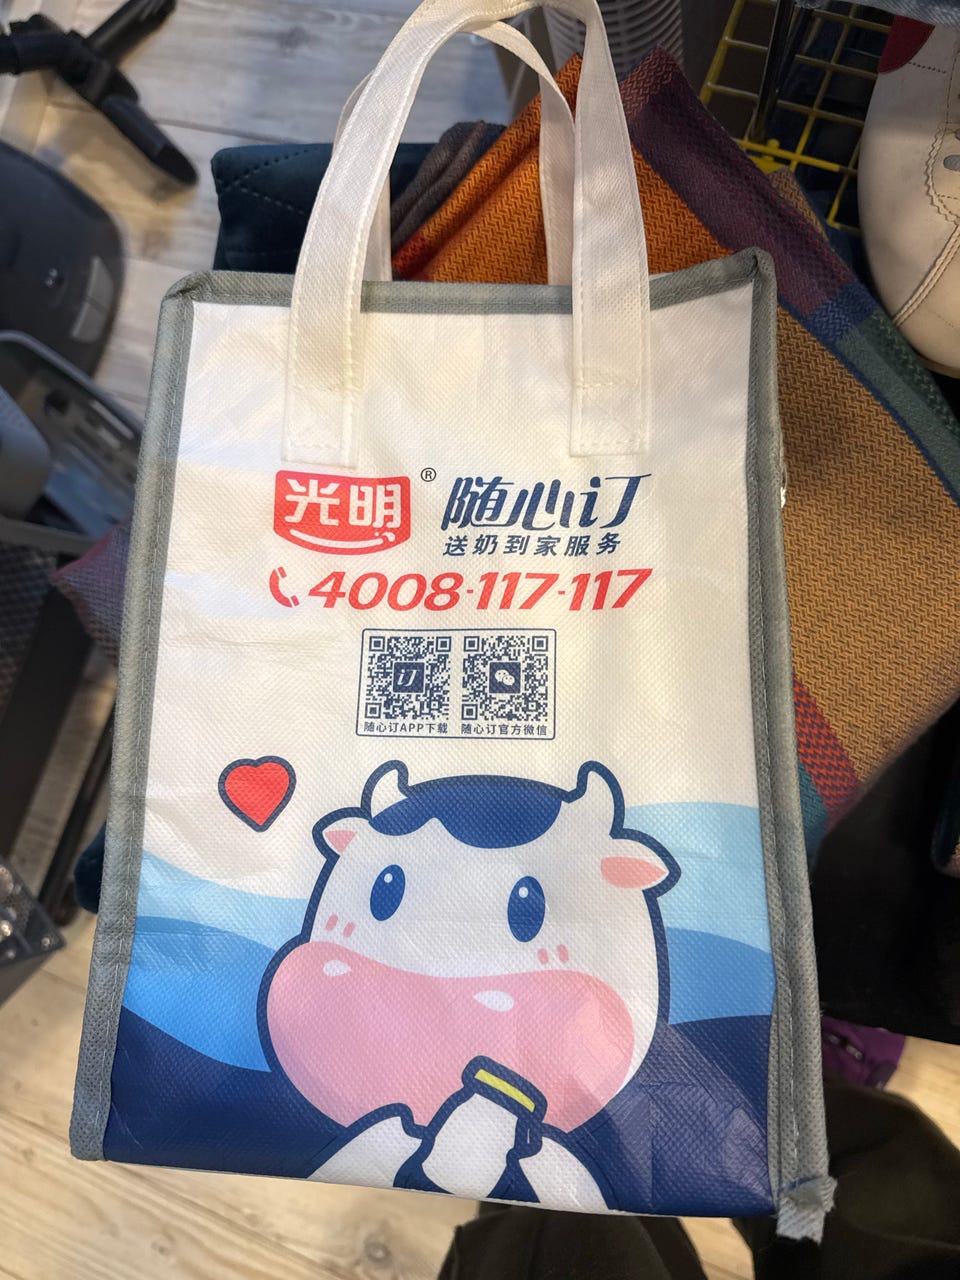 光明® 随心订
送奶到家服务
4008-117-117
订
随心订APP下载 随心订官方微信